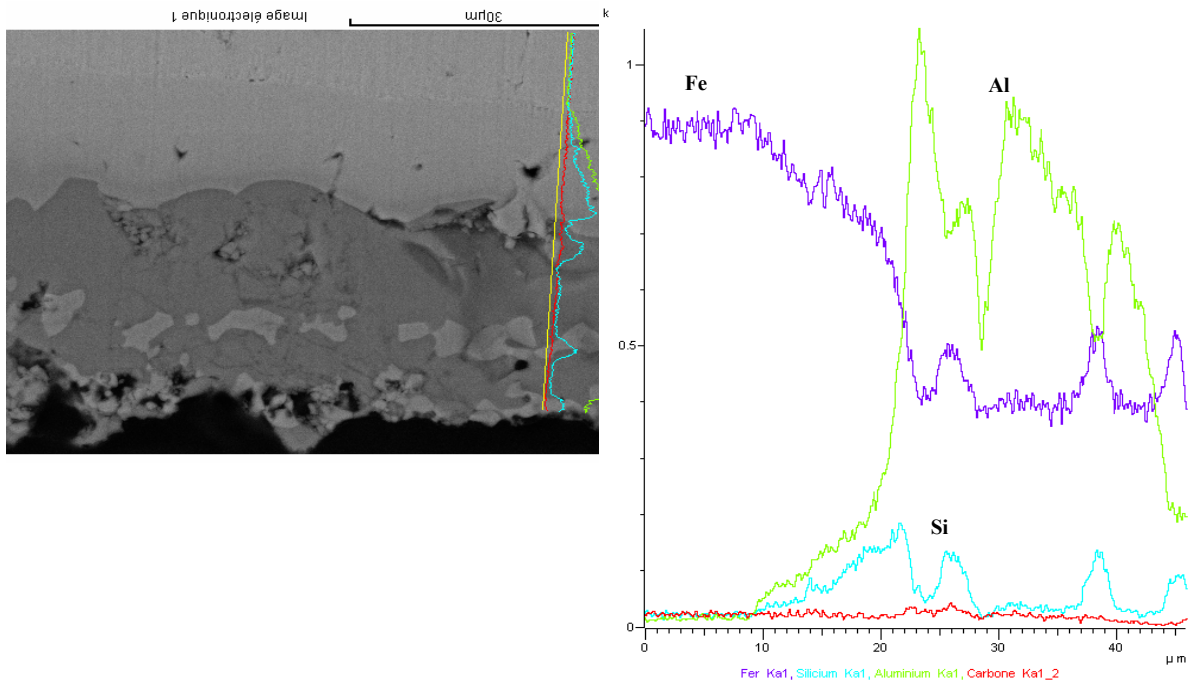 Image électronique 1
30µm
k
1
0.5
0
Fe
Al
Si
0 10 20 30 40
µm
Fer Ka1, Silicium Ka1, Aluminium Ka1, Carbone Ka1_2